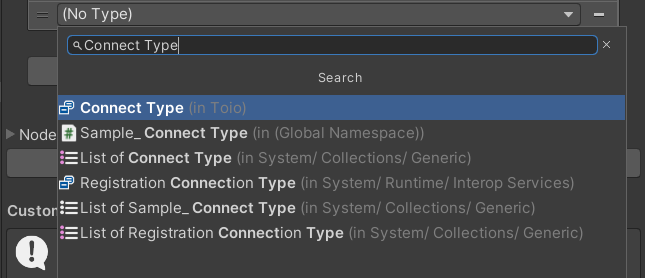 (No Type)
Connect Type
Search
Connect Type (in Toio)
Sample_ Connect Type (in (Global Namespace))
List of Connect Type (in System/ Collections/ Generic)
Node
Registration Connection Type (in System/ Runtime/ Interop Services)
List of Sample_ Connect Type (in System/ Collections/ Generic)
Custom
List of Registration Connection Type (in System/ Collections/ Generic)